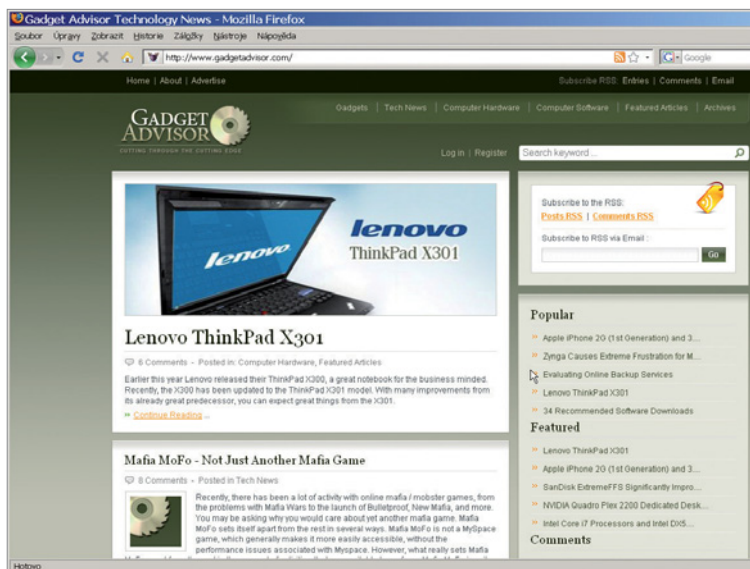 Gadget Advisor Technology News - Mozilla Firefox
Soubor Úpravy Zobrazit Historie Záložky Nástroje Nápověda
http://www.gadgetadvisor.com/
Google
Home | About | Advertise
Subscribe RSS: Entries | Comments | Email
GADGET
ADVISOR
CUTTING THROUGH THE CUTTING EDGE
Gadgets | Tech News | Computer Hardware | Computer Software | Featured Articles | Archives
Log in | Register
Search keyword...
lenovo
lenovo
ThinkPad X301
Lenovo ThinkPad X301
6 Comments - Posted in: Computer Hardware, Featured Articles
Earlier this year Lenovo released their ThinkPad X300, a great notebook for the business minded.
Recently, the X300 has been updated to the ThinkPad X301 model. With many improvements from
its already great predecessor, you can expect great things from the X301.
» Continue Reading ...
Mafia MoFo - Not Just Another Mafia Game
8 Comments - Posted in Tech News
Recently, there has been a lot of activity with online mafia / mobster games, from
the problems with Mafia Wars to the launch of Bulletproof, New Mafia, and more.
You may be asking why you would care about yet another mafia game. Mafia
MoFo sets itself apart from the rest in several ways. Mafia MoFo is not a MySpace
game, which generally makes it more easily accessible, without the
performance issues associated with Myspace. However, what really sets Mafia
Subscribe to the RSS:
Posts RSS | Comments RSS
Subscribe to RSS via Email :
Go
Popular
» Apple iPhone 2G (1st Generation) and 3...
» Zynga Causes Extreme Frustration for M...
» Evaluating Online Backup Services
» Lenovo ThinkPad X301
» 34 Recommended Software Downloads
Featured
» Lenovo ThinkPad X301
» Apple iPhone 2G (1st Generation) and 3...
» SanDisk ExtremeFFS Significantly Impro...
» NVIDIA Quadro Plex 2200 Dedicated Desk...
» Intel Core i7 Processors and Intel DX5...
Comments
Hotovo